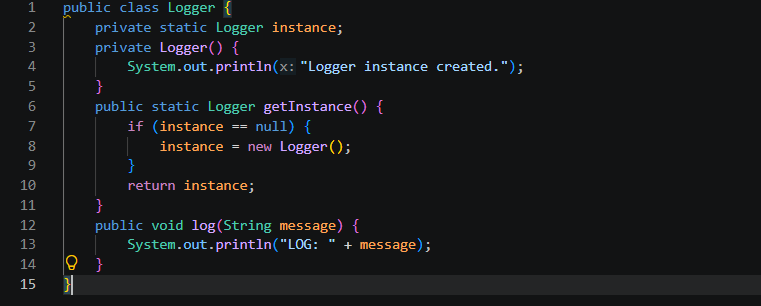 1 public class Logger {
2 private static Logger instance;
3 private Logger() {
4 System.out.println(x: "Logger instance created.");
5 }
6 public static Logger getInstance() {
7 if (instance == null) {
8 instance = new Logger();
9 }
10 return instance;
11 }
12 public void log(String message) {
13 System.out.println("LOG: " + message);
14 }
15 }